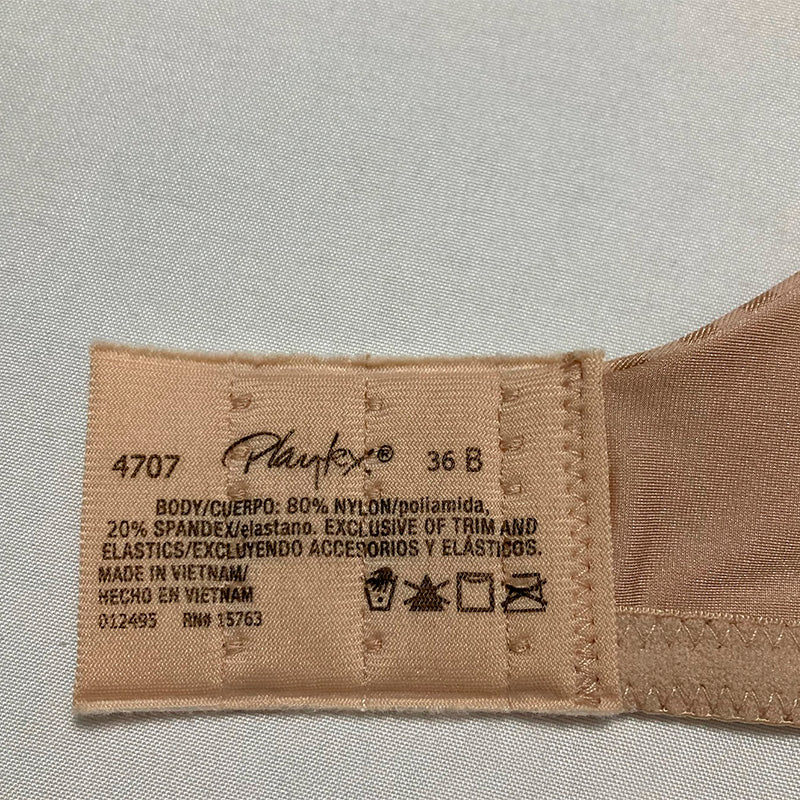 4707 Playtex® 36 B
BODY/CUERPO: 80% NYLON/poliamida,
20% SPANDEX/elastano. EXCLUSIVE OF TRIM AND
ELASTICS/EXCLUYENDO ACCESORIOS Y ELÁSTICOS.
MADE IN VIETNAM/
HECHO EN VIETNAM
012495 RN# 15763